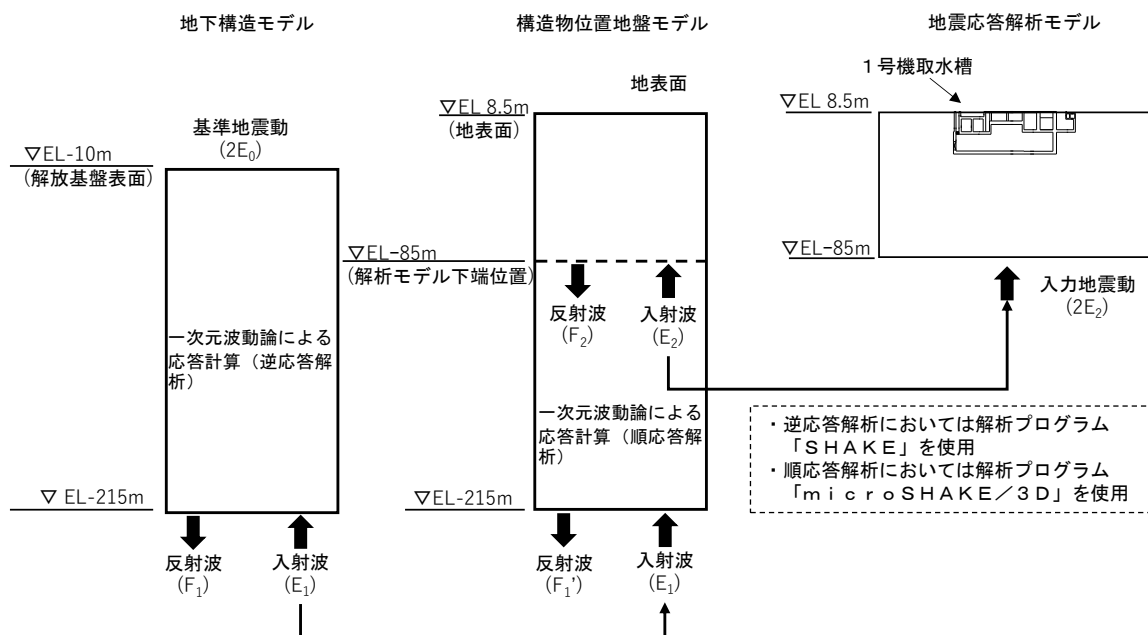 地下構造モデル
基準地震動
(2E₀)
▽EL-10m
(解放基盤表面)
一次元波動論による
応答計算（逆応答解
析）
▽ EL-215m
反射波
(F₁)
入射波
(E₁)
構造物位置地盤モデル
地表面
▽EL 8.5m
(地表面)
▽EL-85m
(解析モデル下端位置)
反射波
(F₂)
入射波
(E₂)
一次元波動論による
応答計算（順応答解
析）
▽EL-215m
反射波
(F₁')
入射波
(E₁)
地震応答解析モデル
１号機取水槽
▽EL 8.5m
▽EL-85m
入力地震動
(2E₂)
・逆応答解析においては解析プログラム
「ＳＨＡＫＥ」を使用
・順応答解析においては解析プログラム
「ｍｉｃｒｏＳＨＡＫＥ／３Ｄ」を使用